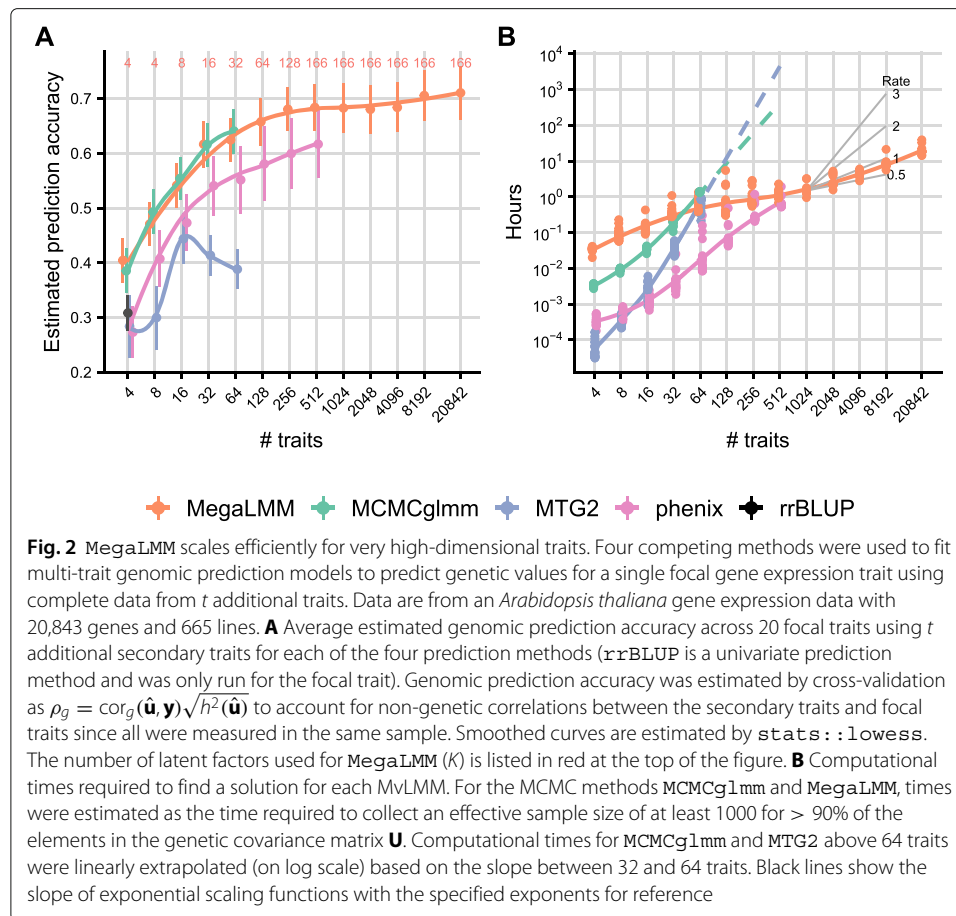 A
4 4 8 16 32 64 128 166 166 166 166 166 166
0.7
0.6
0.5
0.4
0.3
0.2
Estimated prediction accuracy
4 8 16 32 64 128 256 512 1024 2048 4096 8192 20842
# traits
B
10^4
10^3
10^2
10^1
10^0
10^-1
10^-2
10^-3
10^-4
Hours
Rate
3
2
1
0.5
4 8 16 32 64 128 256 512 1024 2048 4096 8192 20842
# traits
MegaLMM MCMCglmm MTG2 phenix rrBLUP
Fig. 2 MegaLMM scales efficiently for very high-dimensional traits. Four competing methods were used to fit
multi-trait genomic prediction models to predict genetic values for a single focal gene expression trait using
complete data from t additional traits. Data are from an Arabidopsis thaliana gene expression data with
20,843 genes and 665 lines. A Average estimated genomic prediction accuracy across 20 focal traits using t
additional secondary traits for each of the four prediction methods (rrBLUP is a univariate prediction
method and was only run for the focal trait). Genomic prediction accuracy was estimated by cross-validation
as ρg = corg(û, y)√h²(û) to account for non-genetic correlations between the secondary traits and focal
traits since all were measured in the same sample. Smoothed curves are estimated by stats::lowess.
The number of latent factors used for MegaLMM (K) is listed in red at the top of the figure. B Computational
times required to find a solution for each MvLMM. For the MCMC methods MCMCglmm and MegaLMM, times
were estimated as the time required to collect an effective sample size of at least 1000 for > 90% of the
elements in the genetic covariance matrix U. Computational times for MCMCglmm and MTG2 above 64 traits
were linearly extrapolated (on log scale) based on the slope between 32 and 64 traits. Black lines show the
slope of exponential scaling functions with the specified exponents for reference